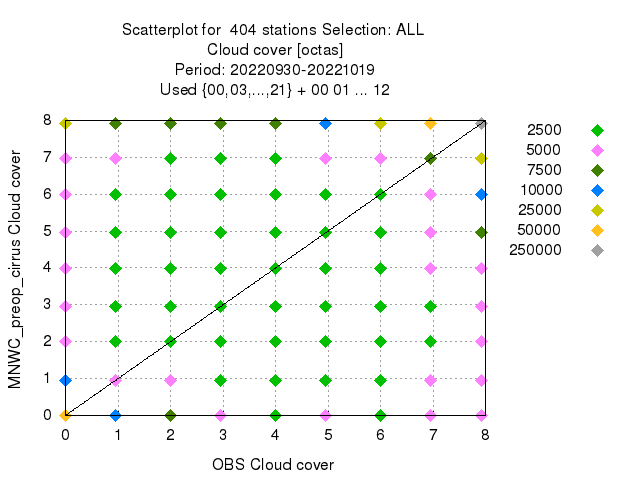 Scatterplot for  404 stations Selection: ALL
Cloud cover [octas]
Period: 20220930-20221019
Used {00,03,...,21} + 00 01 ... 12
MNWC_preop_cirrus Cloud cover
8
7
6
5
4
3
2
1
0
0 1 2 3 4 5 6 7 8
OBS Cloud cover
2500
5000
7500
10000
25000
50000
250000